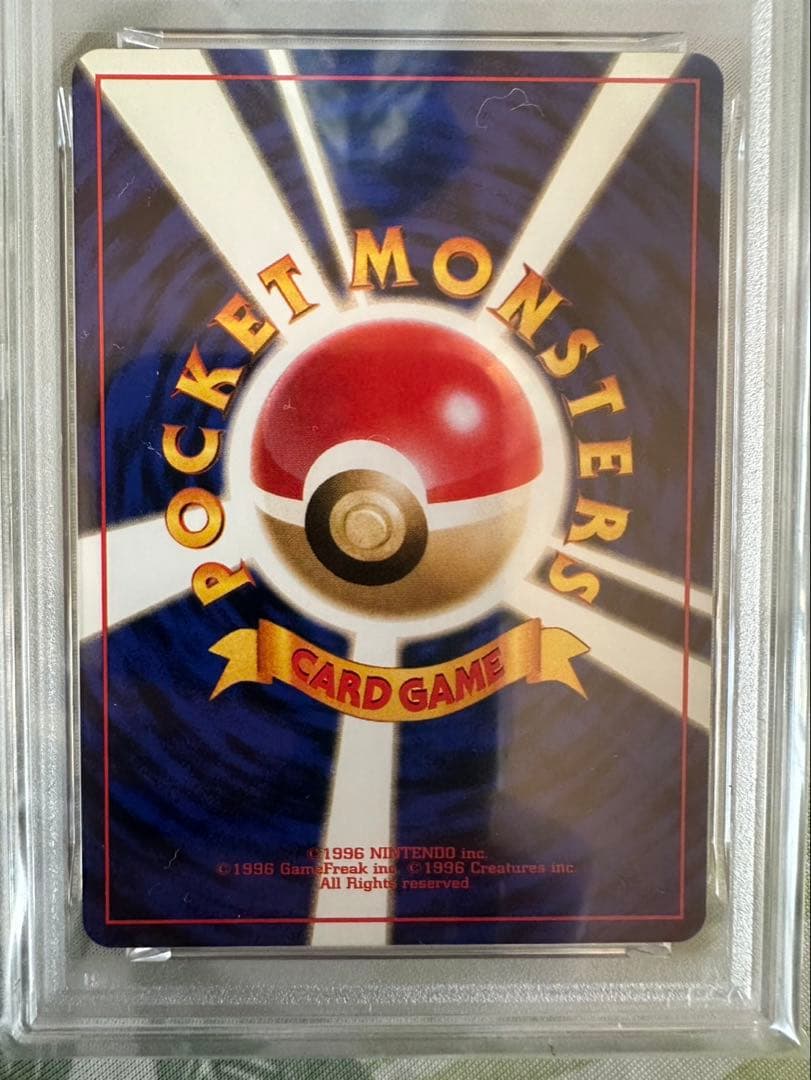 POCKET MONSTERS
CARD GAME
©1996 NINTENDO inc.
©1996 GameFreak inc. ©1996 Creatures inc.
All Rights reserved.